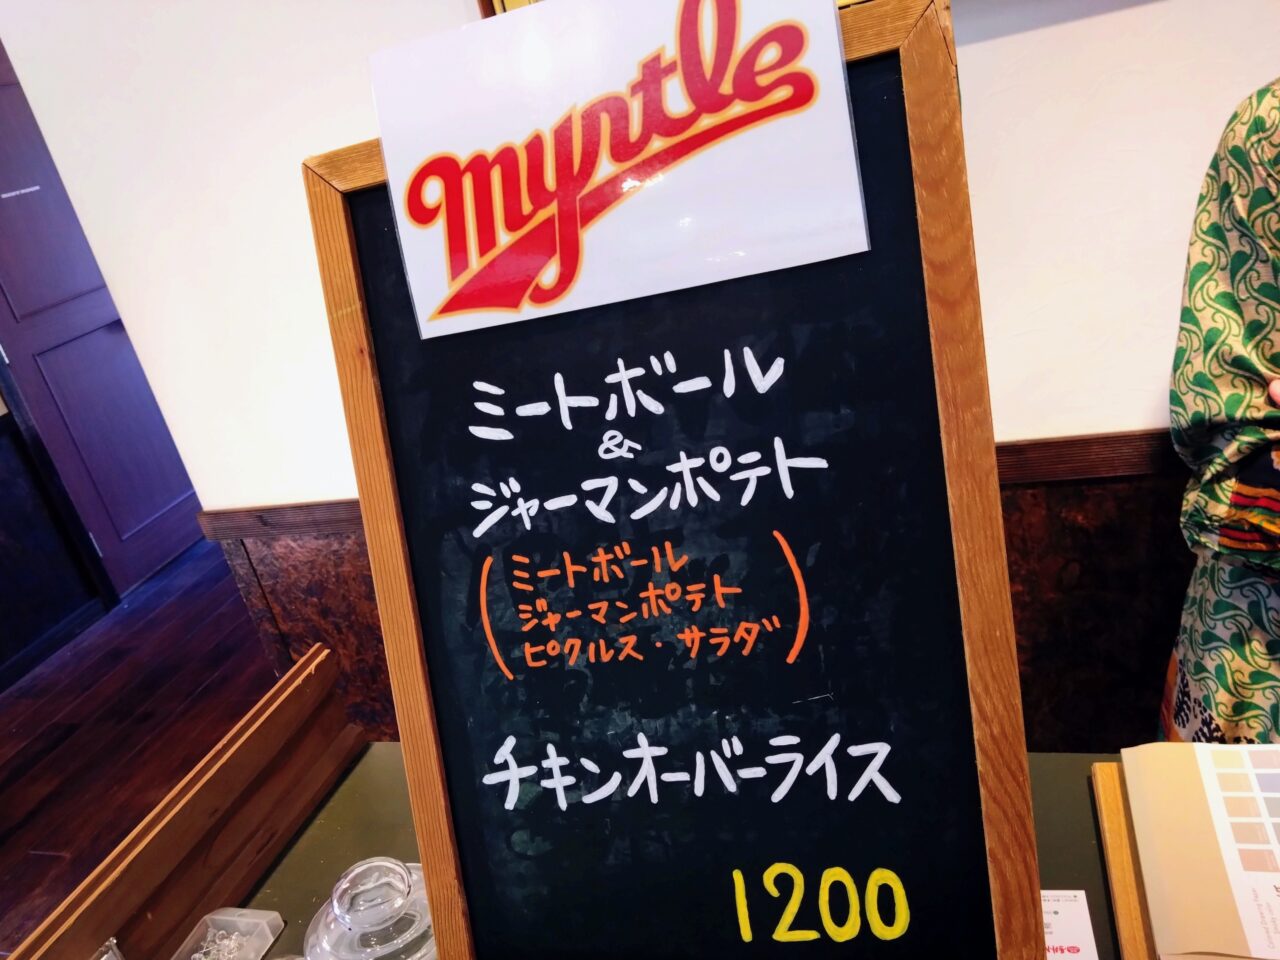 myrtle
ミートボール
&
ジャーマンポテト
(ミートボール
ジャーマンポテト
ピクルス・サラダ)
チキンオーバーライス
1200